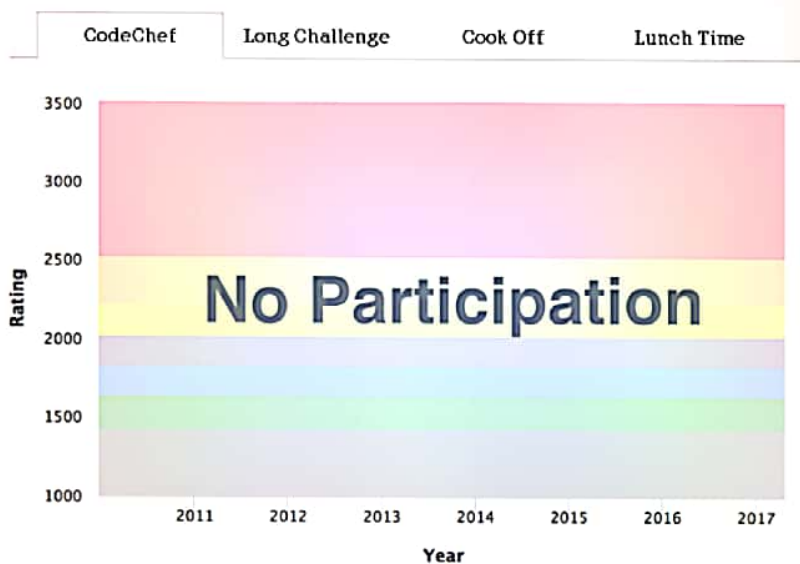 CodeChef Long Challenge Cook Off Lunch Time
3500
3000
2500
2000
1500
1000
Rating
No Participation
2011 2012 2013 2014 2015 2016 2017
Year